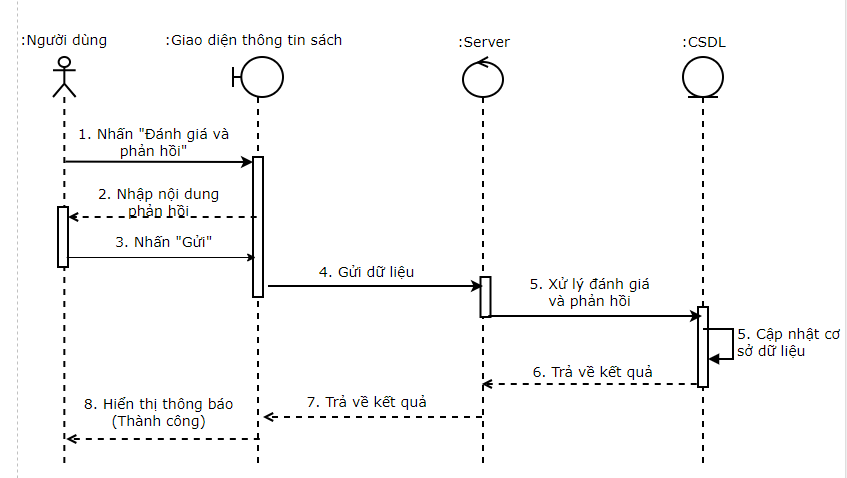 :Người dùng
:Giao diện thông tin sách
:Server
:CSDL
1. Nhấn "Đánh giá và
phản hồi"
2. Nhập nội dung
phản hồi
3. Nhấn "Gửi"
4. Gửi dữ liệu
5. Xử lý đánh giá
và phản hồi
5. Cập nhật cơ
sở dữ liệu
6. Trả về kết quả
7. Trả về kết quả
8. Hiển thị thông báo
(Thành công)